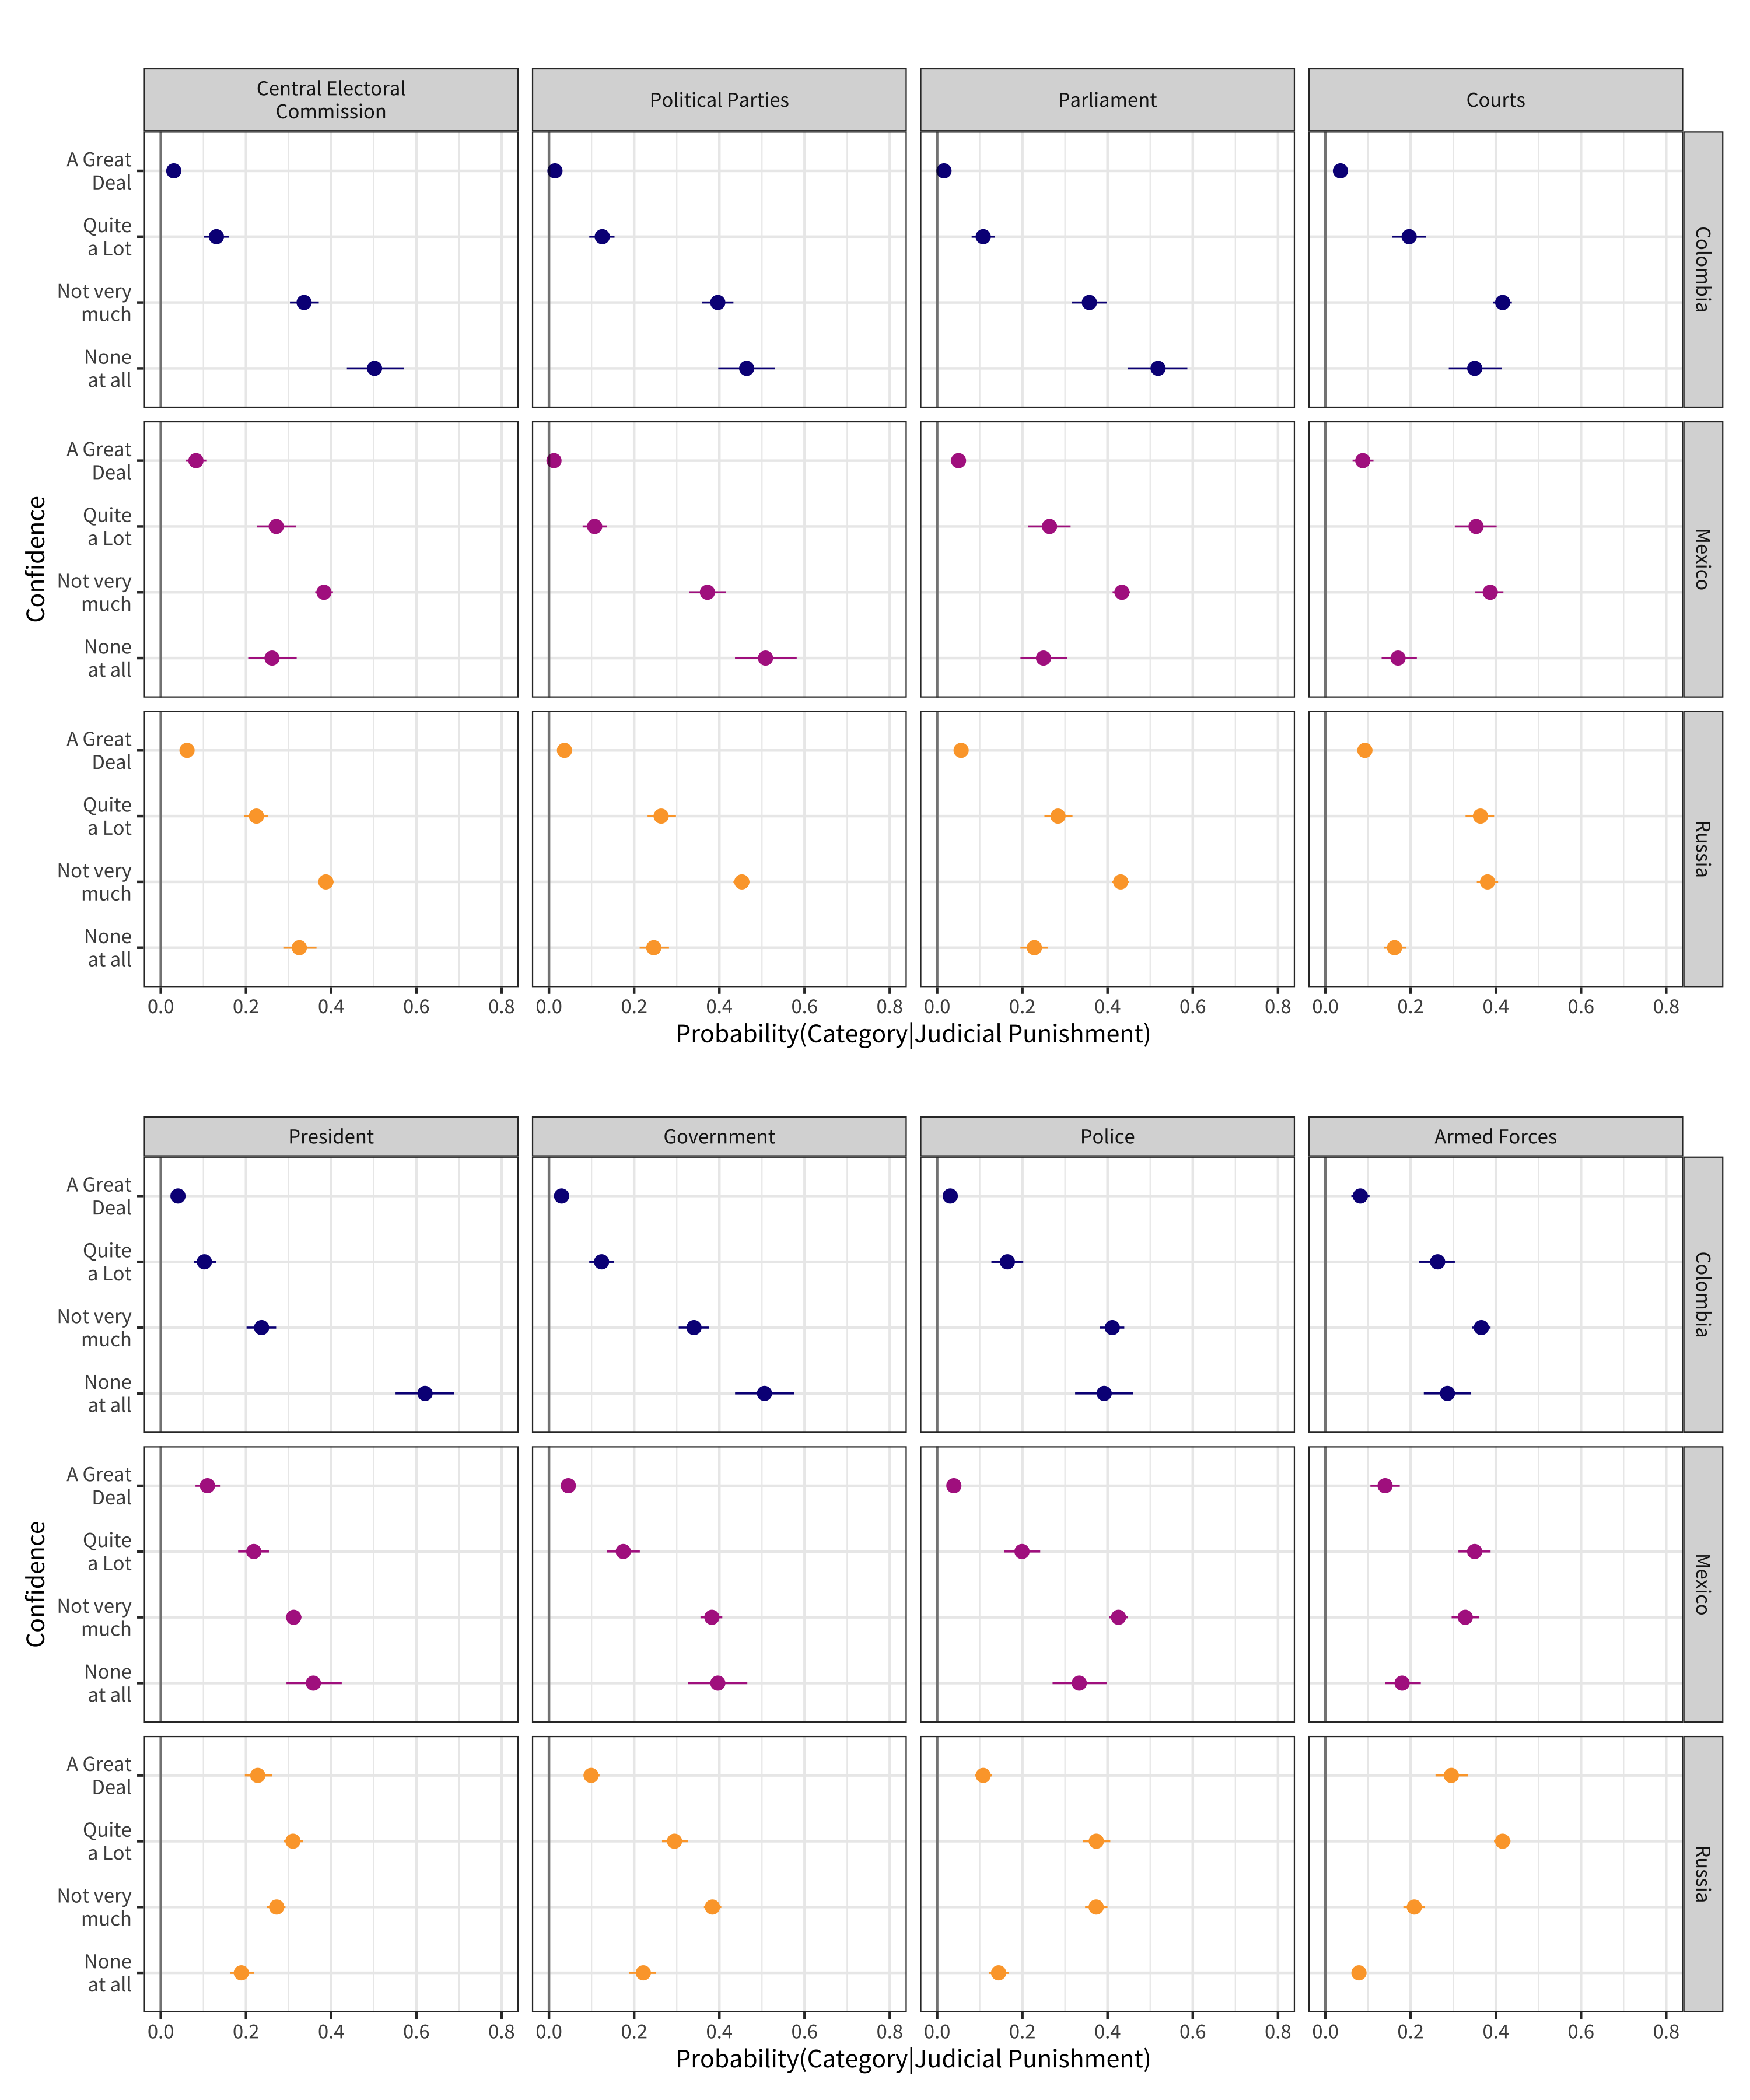 Central Electoral
Commission
Political Parties
Parliament
Courts
A Great
Deal
Quite
a Lot
Not very
much
None
at all
Colombia
A Great
Deal
Quite
a Lot
Not very
much
None
at all
Mexico
A Great
Deal
Quite
a Lot
Not very
much
None
at all
Russia
Confidence
0.0 0.2 0.4 0.6 0.8 0.0 0.2 0.4 0.6 0.8 0.0 0.2 0.4 0.6 0.8 0.0 0.2 0.4 0.6 0.8
Probability(Category|Judicial Punishment)
President
Government
Police
Armed Forces
A Great
Deal
Quite
a Lot
Not very
much
None
at all
Colombia
A Great
Deal
Quite
a Lot
Not very
much
None
at all
Mexico
A Great
Deal
Quite
a Lot
Not very
much
None
at all
Russia
Confidence
0.0 0.2 0.4 0.6 0.8 0.0 0.2 0.4 0.6 0.8 0.0 0.2 0.4 0.6 0.8 0.0 0.2 0.4 0.6 0.8
Probability(Category|Judicial Punishment)